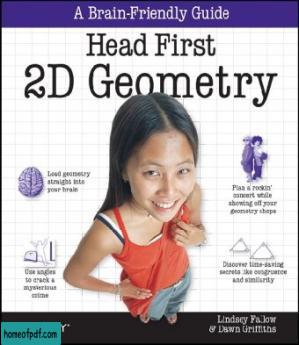 A Brain-Friendly Guide
Head First
2D Geometry
Load geometry
straight into
your brain
Plan a rockin'
concert while
showing off your
geometry chops
Use angles
to crack a
mysterious
crime
Discover time-saving
secrets like congruence
and similarity
Lindsey Fallow
& Dawn Griffiths
homeofpdf.com